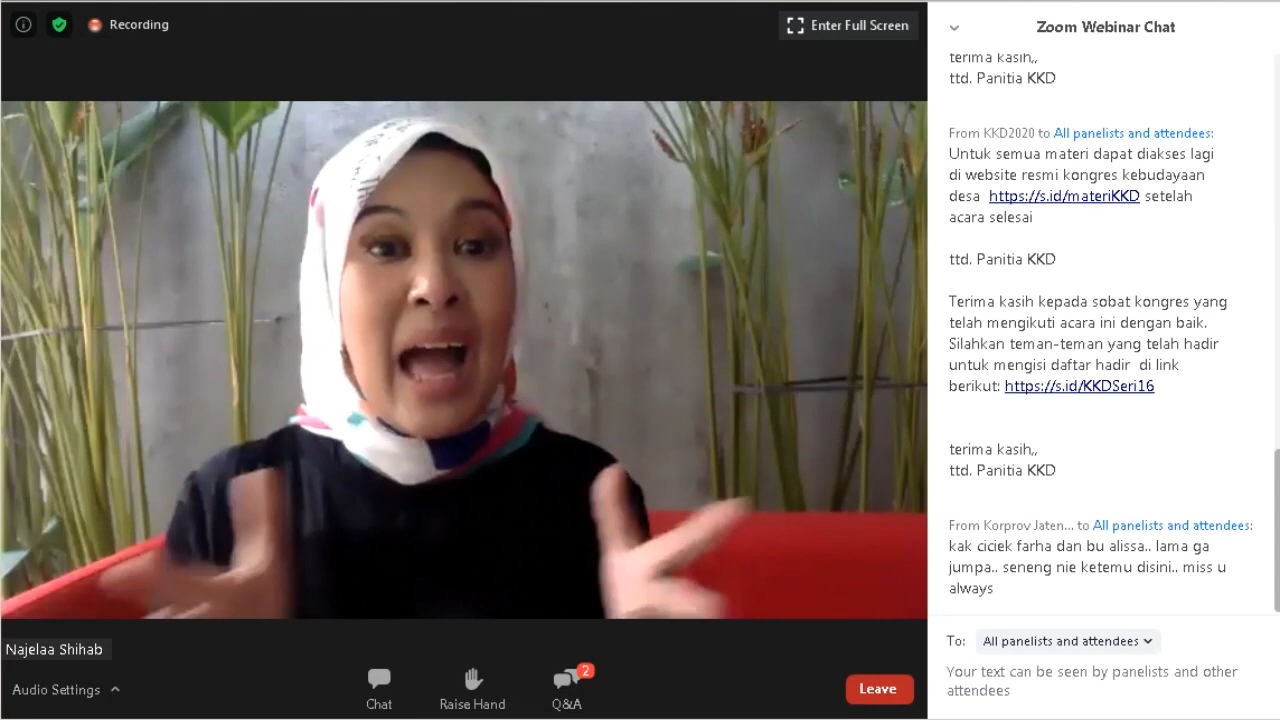 Recording
Enter Full Screen
Najelaa Shihab
Audio Settings
Chat
Raise Hand
2
Q&A
Leave
Zoom Webinar Chat
terima kasih,,
ttd. Panitia KKD
From KKD2020 to All panelists and attendees:
Untuk semua materi dapat diakses lagi
di website resmi kongres kebudayaan
desa https://s.id/materiKKD setelah
acara selesai
ttd. Panitia KKD
Terima kasih kepada sobat kongres yang
telah mengikuti acara ini dengan baik.
Silahkan teman-teman yang telah hadir
untuk mengisi daftar hadir di link
berikut: https://s.id/KKDSeri16
terima kasih,,
ttd. Panitia KKD
From Korprov Jaten... to All panelists and attendees:
kak ciciek farha dan bu alissa.. lama ga
jumpa.. seneng nie ketemu disini.. miss u
always
To: All panelists and attendees
Your text can be seen by panelists and other
attendees